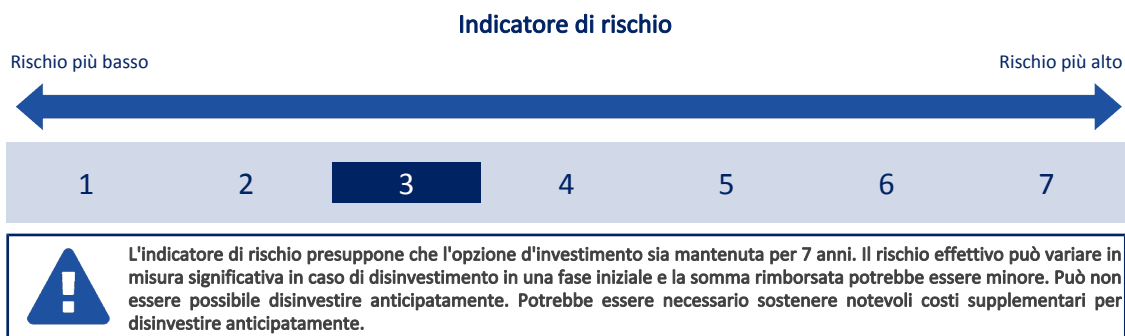 Indicatore di rischio
Rischio più basso
Rischio più alto
1 2 3 4 5 6 7
L'indicatore di rischio presuppone che l'opzione d'investimento sia mantenuta per 7 anni. Il rischio effettivo può variare in
misura significativa in caso di disinvestimento in una fase iniziale e la somma rimborsata potrebbe essere minore. Può non
essere possibile disinvestire anticipatamente. Potrebbe essere necessario sostenere notevoli costi supplementari per
disinvestire anticipatamente.